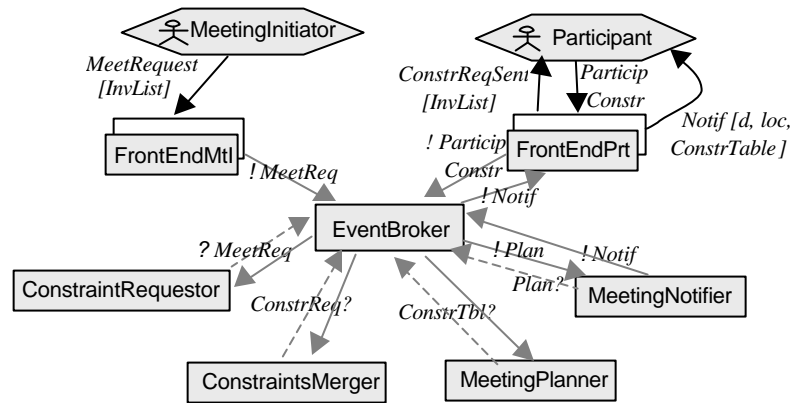 MeetingInitiator
Participant
MeetRequest
[InvList]
ConstrReqSent
[InvList]
Particip
Constr
Notif [d, loc,
ConstrTable]
FrontEndMtI
FrontEndPrt
! MeetReq
! Particip
Constr
! Notif
EventBroker
? MeetReq
! Plan
! Notif
ConstraintRequestor
ConstrReq?
ConstrTbl?
Plan?
MeetingNotifier
ConstraintsMerger
MeetingPlanner